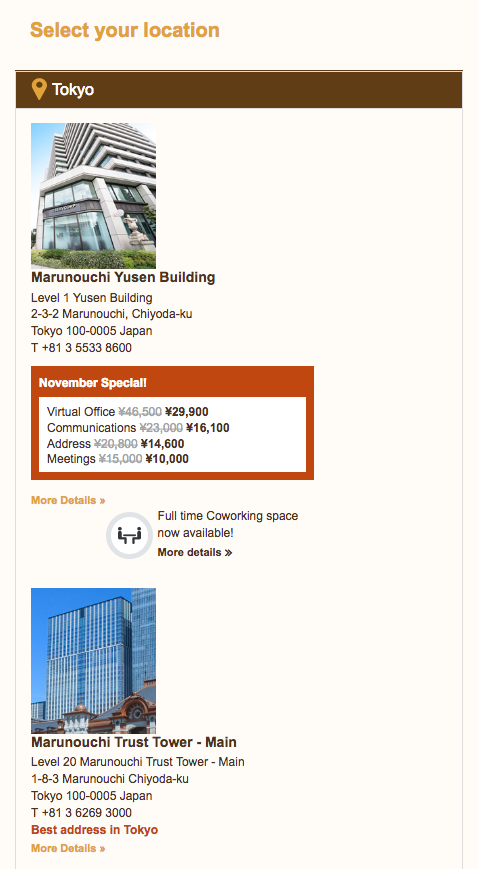 Select your location
Tokyo
Marunouchi Yusen Building
Level 1 Yusen Building
2-3-2 Marunouchi, Chiyoda-ku
Tokyo 100-0005 Japan
T +81 3 5533 8600
November Special!
Virtual Office ¥46,500 ¥29,900
Communications ¥23,000 ¥16,100
Address ¥20,800 ¥14,600
Meetings ¥15,000 ¥10,000
More Details »
Full time Coworking space
now available!
More details »
Marunouchi Trust Tower - Main
Level 20 Marunouchi Trust Tower - Main
1-8-3 Marunouchi Chiyoda-ku
Tokyo 100-0005 Japan
T +81 3 6269 3000
Best address in Tokyo
More Details »